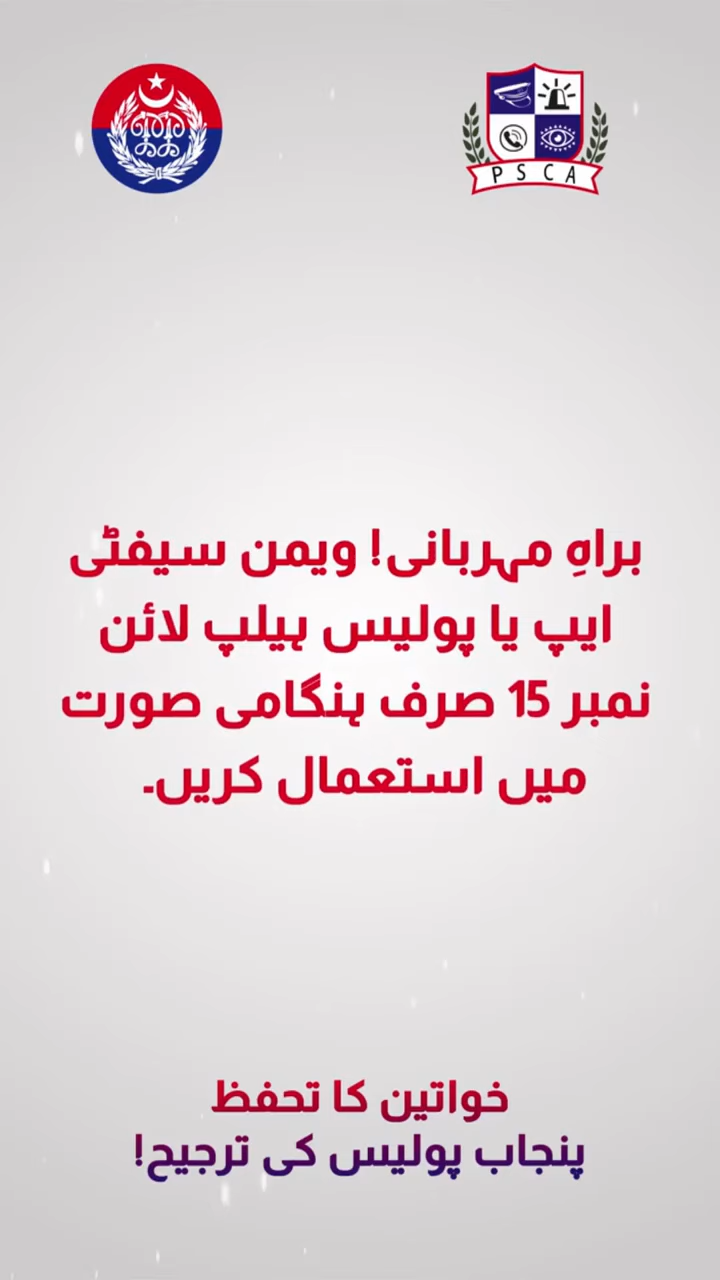 PSCA
براہِ مہربانی! ویمن سیفٹی
ایپ یا پولیس ہیلپ لائن
نمبر 15 صرف ہنگامی صورت
میں استعمال کریں۔
خواتین کا تحفظ
پنجاب پولیس کی ترجیح!